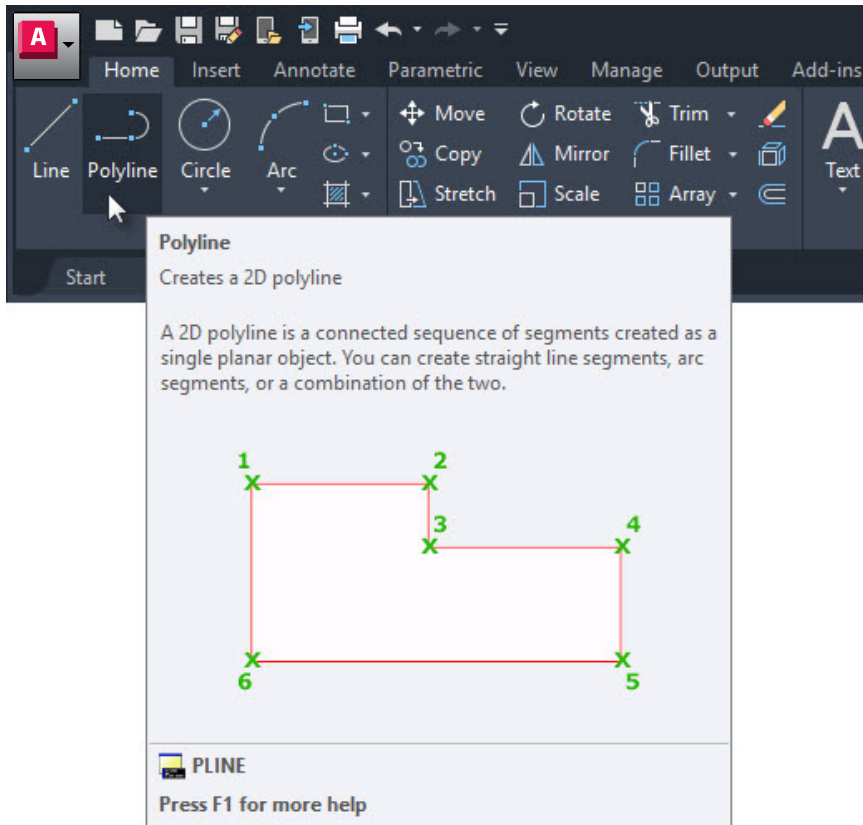 A
Home Insert Annotate Parametric View Manage Output Add-ins
Line Polyline Circle Arc
Move Rotate Trim
Copy Mirror Fillet
Stretch Scale Array
Text
Start
Polyline
Creates a 2D polyline
A 2D polyline is a connected sequence of segments created as a
single planar object. You can create straight line segments, arc
segments, or a combination of the two.
1 2
3 4
6 5
PLINE
Press F1 for more help